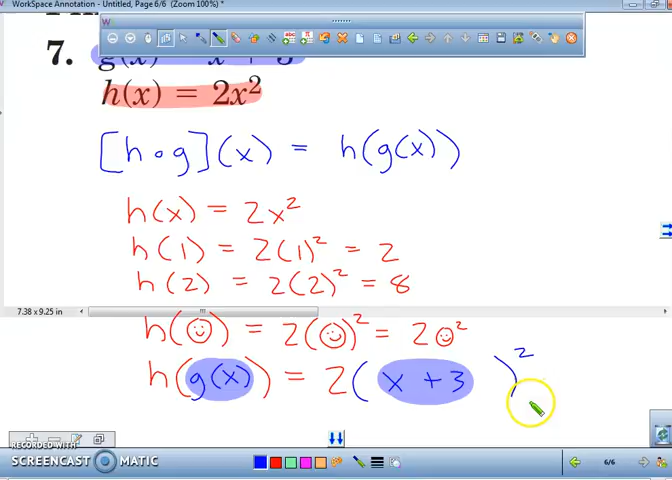 WorkSpace Annotation - Untitled, Page 6/6 (Zoom 200%)
7.
h(x) = 2x²
[h ∘ g](x) = h(g(x))
h(x) = 2x²
h(1) = 2(1)² = 2
h(2) = 2(2)² = 8
7.38 x 9.25 in
h(☺) = 2(☺)² = 2☺²
h(g(x)) = 2( x + 3 )²
RECORDED WITH
SCREENCAST MATIC
6/6